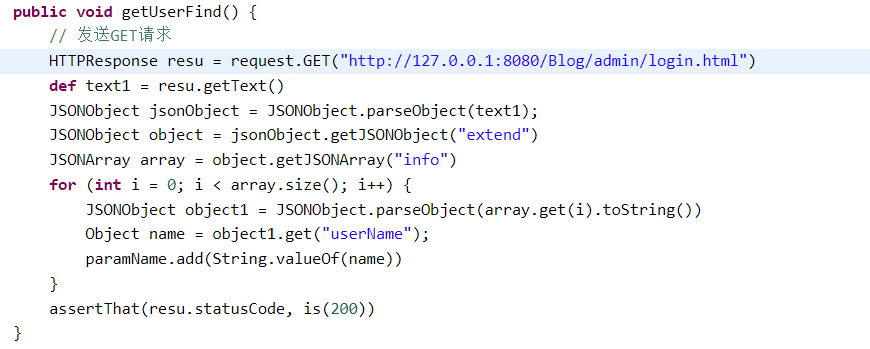 public void getUserFind() {
    // 发送GET请求
    HTTPResponse resu = request.GET("http://127.0.0.1:8080/Blog/admin/login.html")
    def text1 = resu.getText()
    JSONObject jsonObject = JSONObject.parseObject(text1);
    JSONObject object = jsonObject.getJSONObject("extend")
    JSONArray array = object.getJSONArray("info")
    for (int i = 0; i < array.size(); i++) {
        JSONObject object1 = JSONObject.parseObject(array.get(i).toString())
        Object name = object1.get("userName");
        paramName.add(String.valueOf(name))
    }
    assertThat(resu.statusCode, is(200))
}